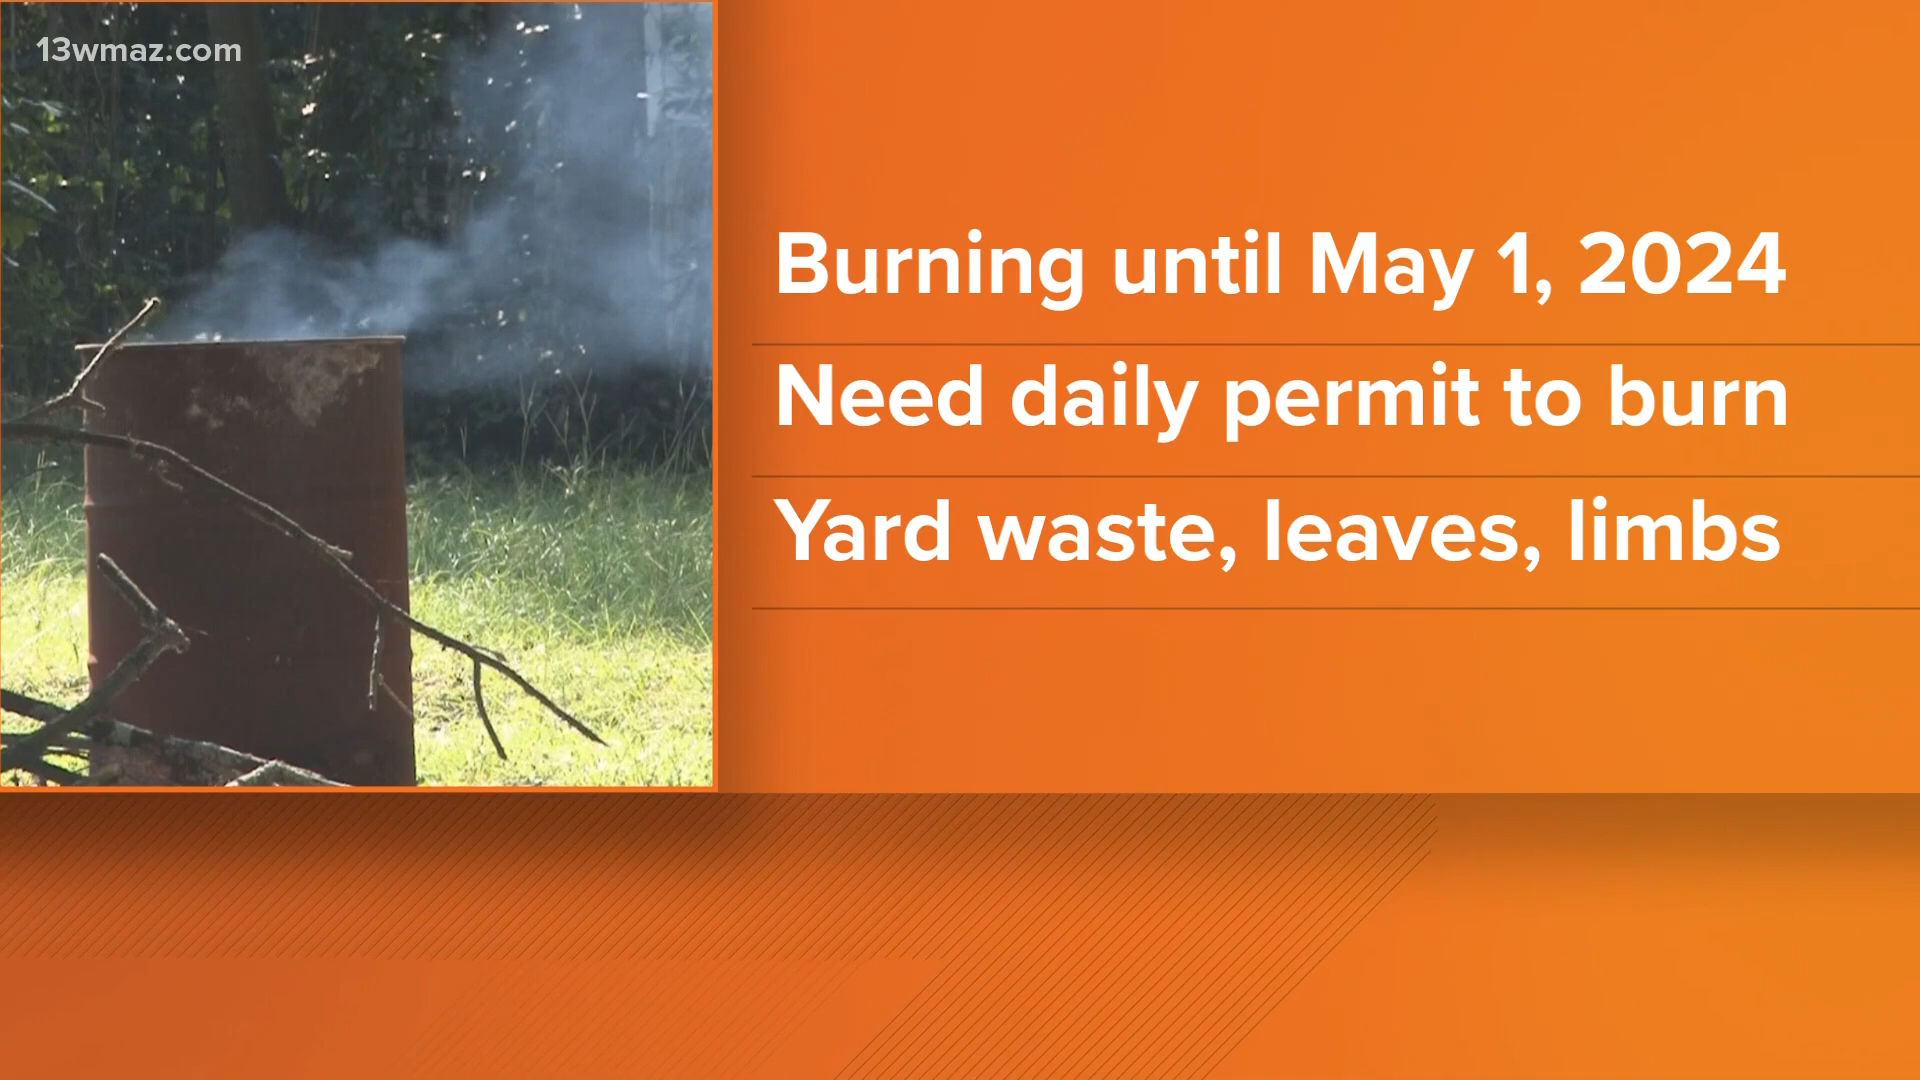 13wmaz.com
Burning until May 1, 2024
Need daily permit to burn
Yard waste, leaves, limbs